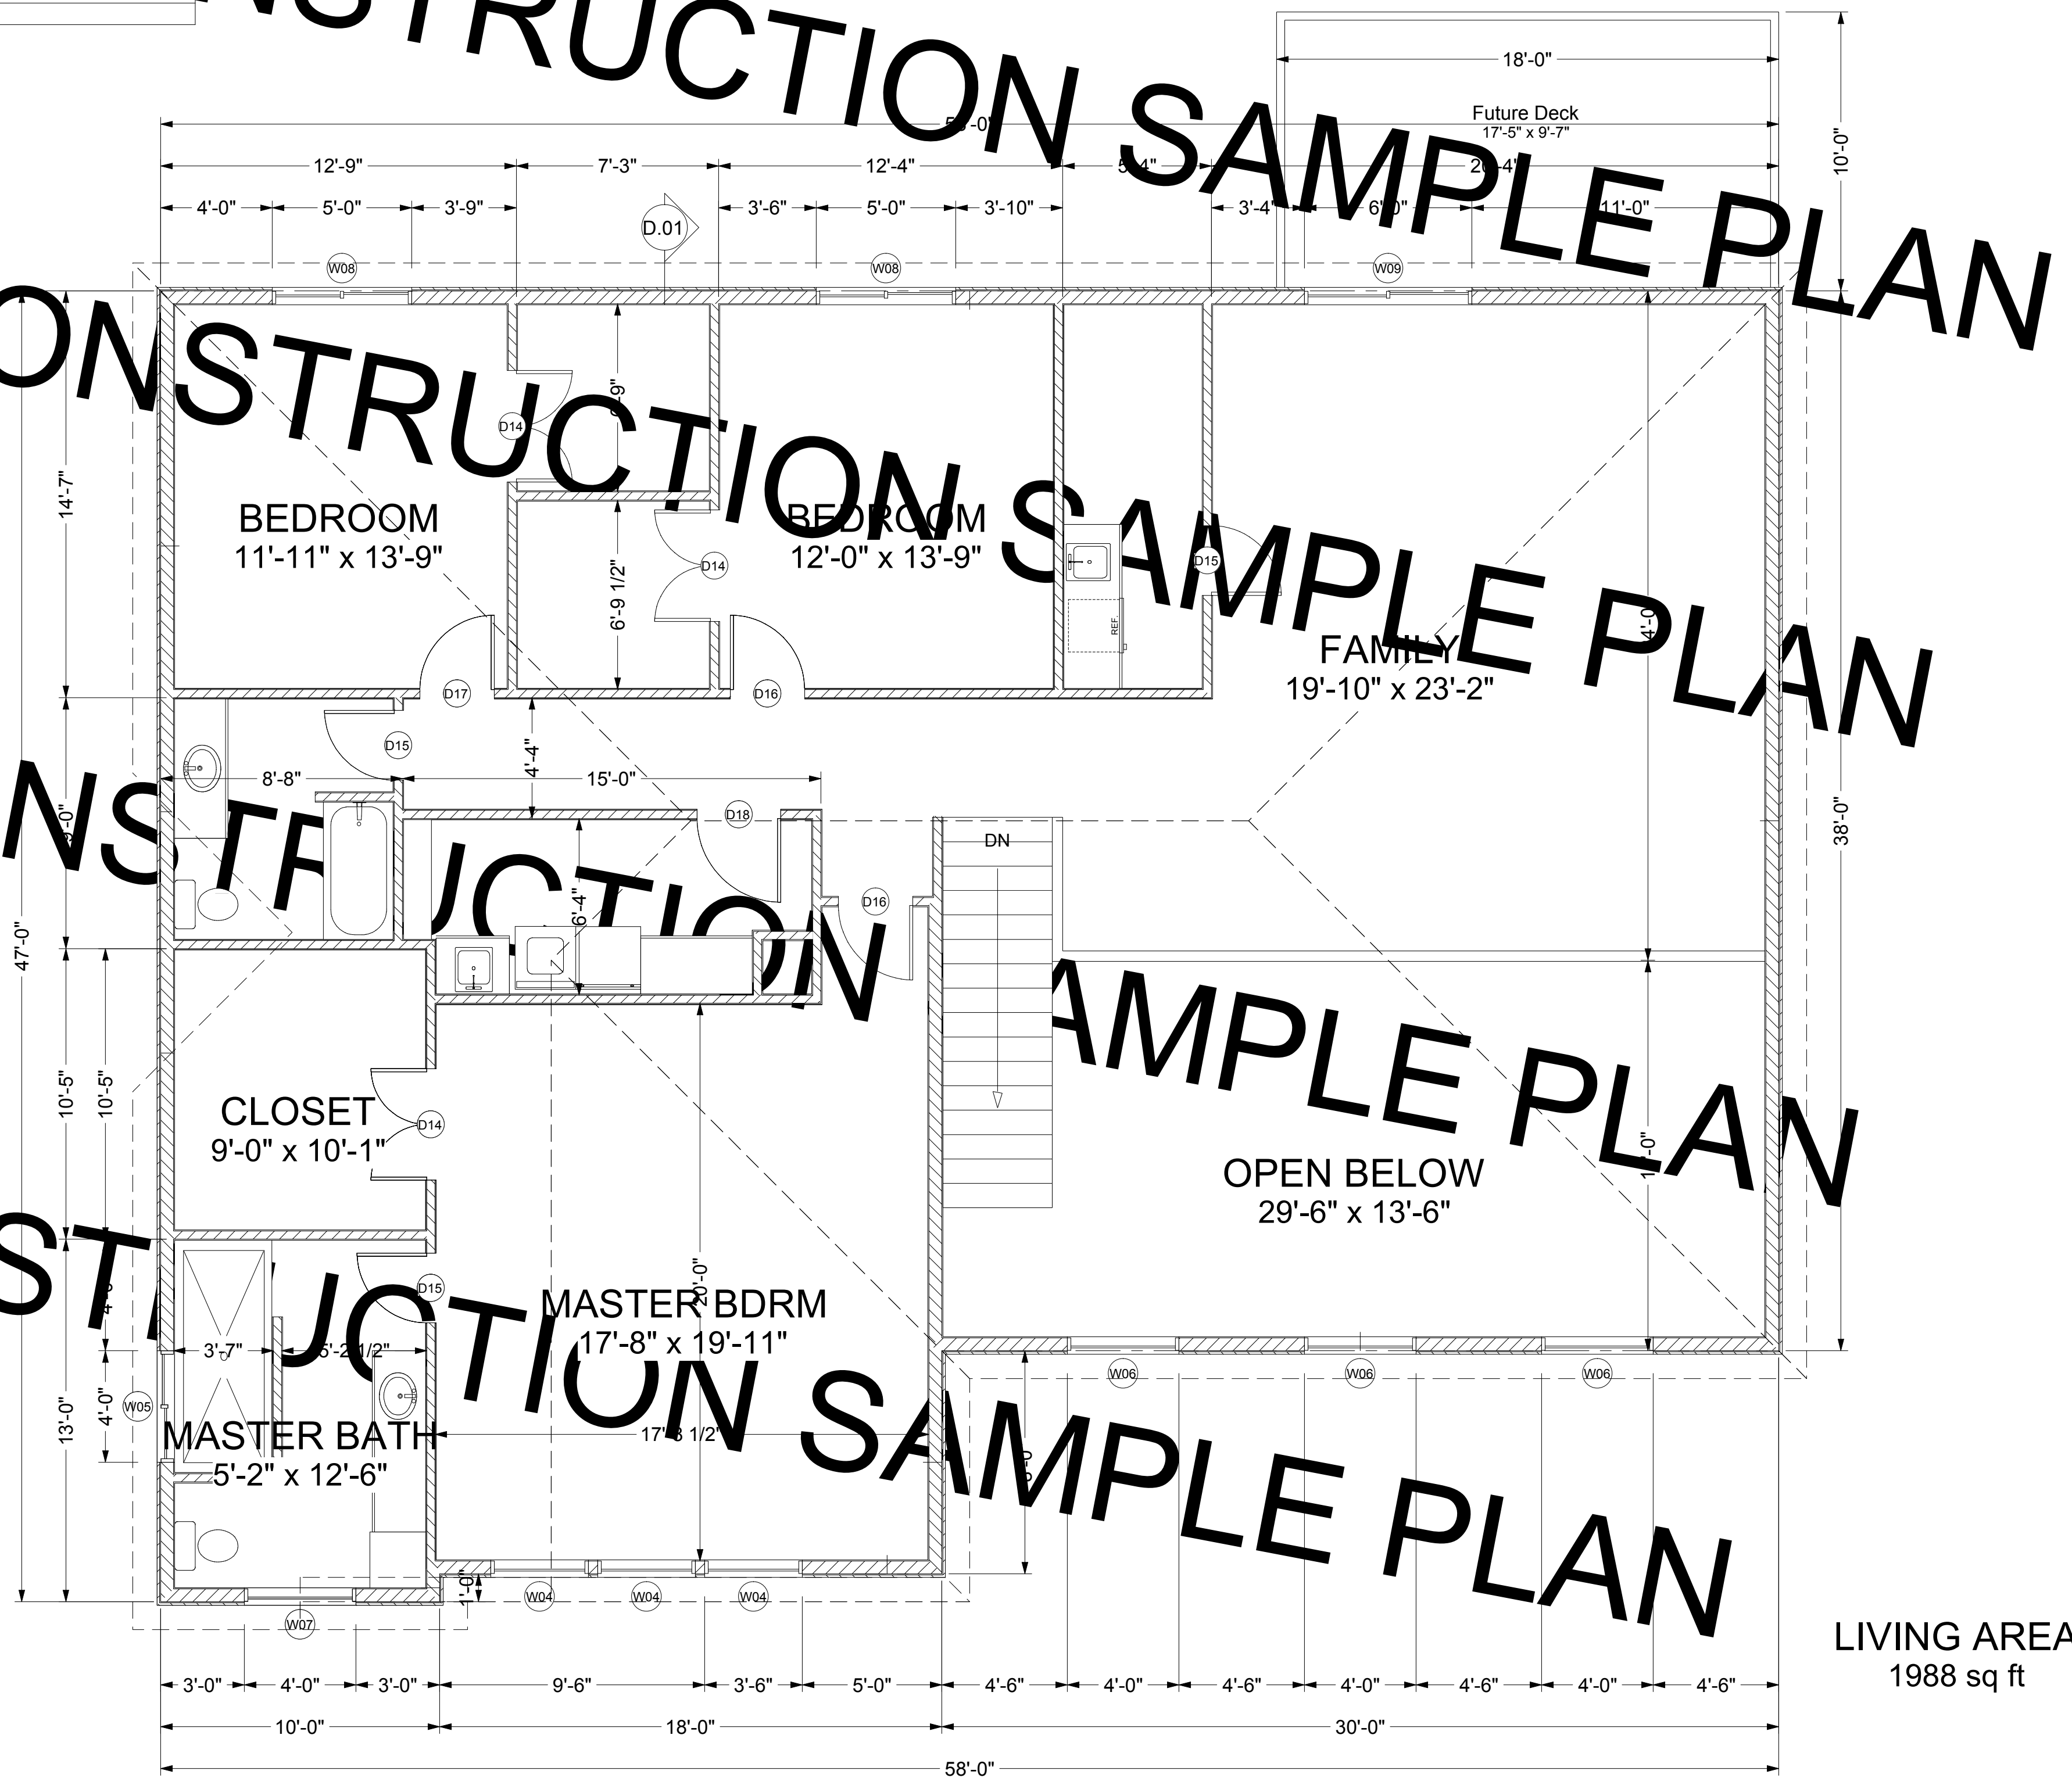 CONSTRUCTION SAMPLE PLAN
18'-0"
Future Deck
17'-5" x 9'-7"
10'-0"
12'-9"
7'-3"
12'-4"
4'-0"
5'-0"
3'-9"
3'-6"
5'-0"
3'-10"
3'-4"
6'-0"
11'-0"
D.01
W08
W08
W09
CONSTRUCTION SAMPLE PLAN
14'-7"
D14
BEDROOM
11'-11" x 13'-9"
BEDROOM
12'-0" x 13'-9"
D14
D15
6'-9 1/2"
REF.
FAMILY
19'-10" x 23'-2"
D17
D16
D15
4'-4"
8'-8"
15'-0"
D18
DN
38'-0"
CONSTRUCTION SAMPLE PLAN
6'-4"
D16
47'-0"
10'-5"
10'-5"
CLOSET
9'-0" x 10'-1"
D14
OPEN BELOW
29'-6" x 13'-6"
CONSTRUCTION SAMPLE PLAN
D15
20'-0"
MASTER BDRM
17'-8" x 19'-11"
3'-7"
5'-2 1/2"
W06
W06
W06
13'-0"
4'-0"
W05
MASTER BATH
5'-2" x 12'-6"
1'-0"
W04
W04
W04
W07
LIVING AREA
1988 sq ft
3'-0"
4'-0"
3'-0"
9'-6"
3'-6"
5'-0"
4'-6"
4'-0"
4'-6"
4'-0"
4'-6"
4'-0"
4'-6"
10'-0"
18'-0"
30'-0"
58'-0"